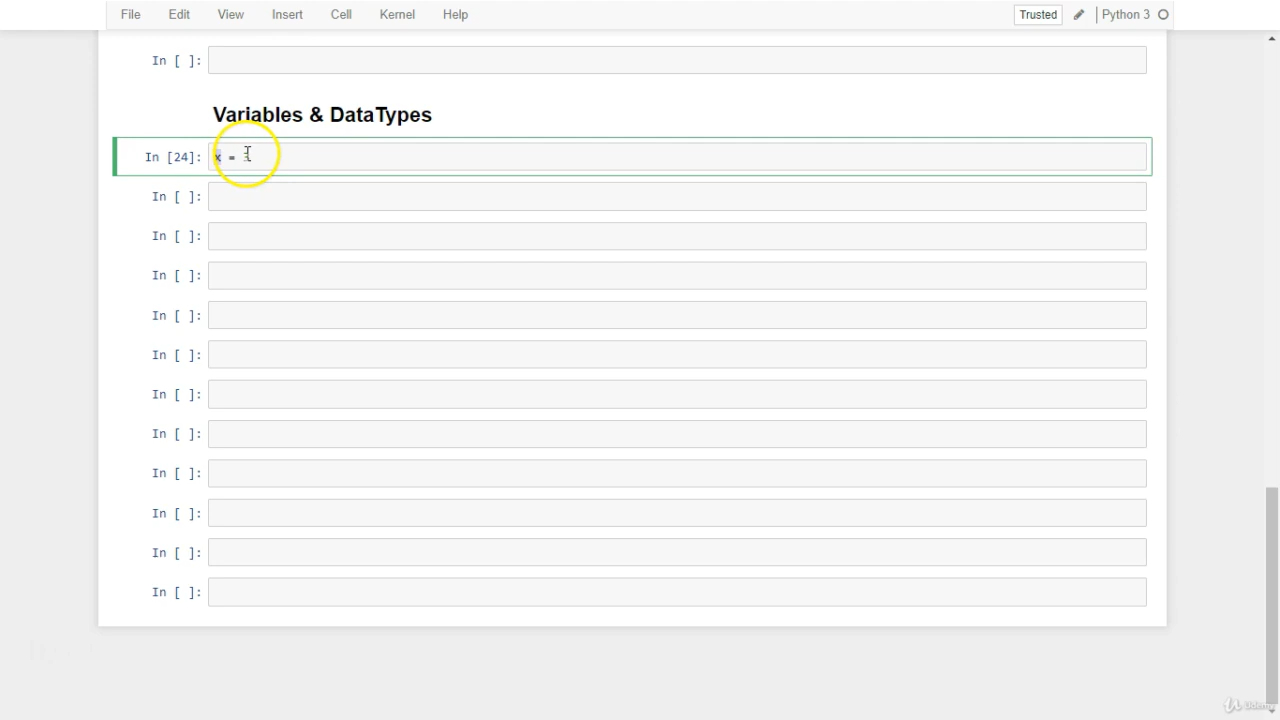 File Edit View Insert Cell Kernel Help Trusted Python 3
In [ ]:
Variables & DataTypes
In [24]: x =
In [ ]:
In [ ]:
In [ ]:
In [ ]:
In [ ]:
In [ ]:
In [ ]:
In [ ]:
In [ ]:
In [ ]:
In [ ]:
Udemy